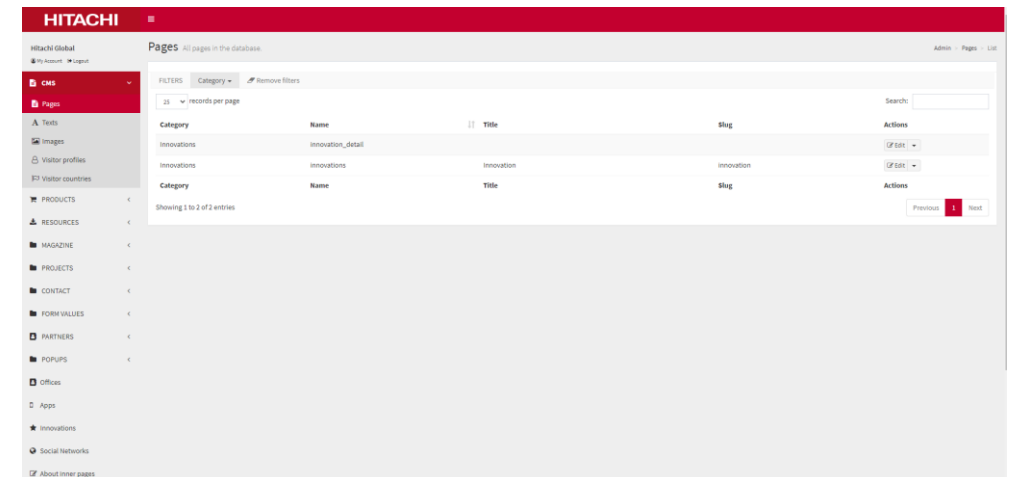 HITACHI
Hitachi Global
My Account Logout
CMS
Pages
Texts
Images
Visitor profiles
Visitor countries
PRODUCTS
RESOURCES
MAGAZINE
PROJECTS
CONTACT
FORM VALUES
PARTNERS
POPUPS
Offices
Apps
Innovations
Social Networks
About inner pages
Pages All pages in the database.
Admin Pages List
FILTERS Category Remove filters
25 records per page Search:
Category Name Title Slug Actions
Innovations innovation_detail Edit
Innovations innovations Innovation innovation Edit
Category Name Title Slug Actions
Showing 1 to 2 of 2 entries
Previous 1 Next